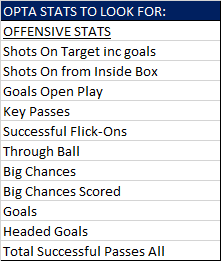 OPTA STATS TO LOOK FOR:
OFFENSIVE STATS
Shots On Target inc goals
Shots On from Inside Box
Goals Open Play
Key Passes
Successful Flick-Ons
Through Ball
Big Chances
Big Chances Scored
Goals
Headed Goals
Total Successful Passes All